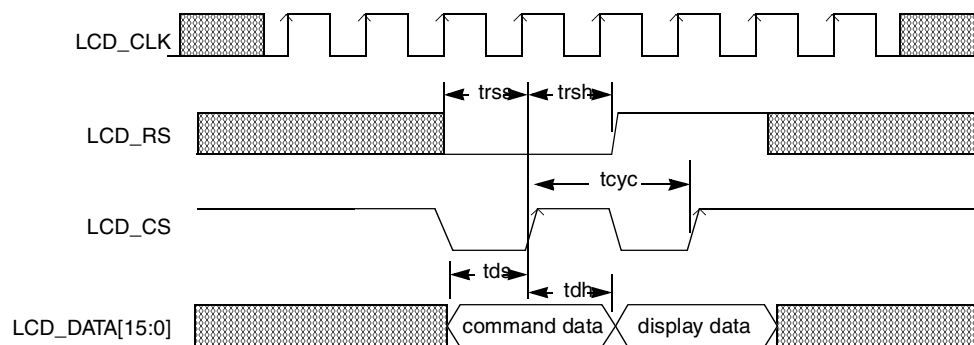 LCD_CLK
trss trsh
LCD_RS
tcyc
LCD_CS
tds
tdh
LCD_DATA[15:0] command data display data